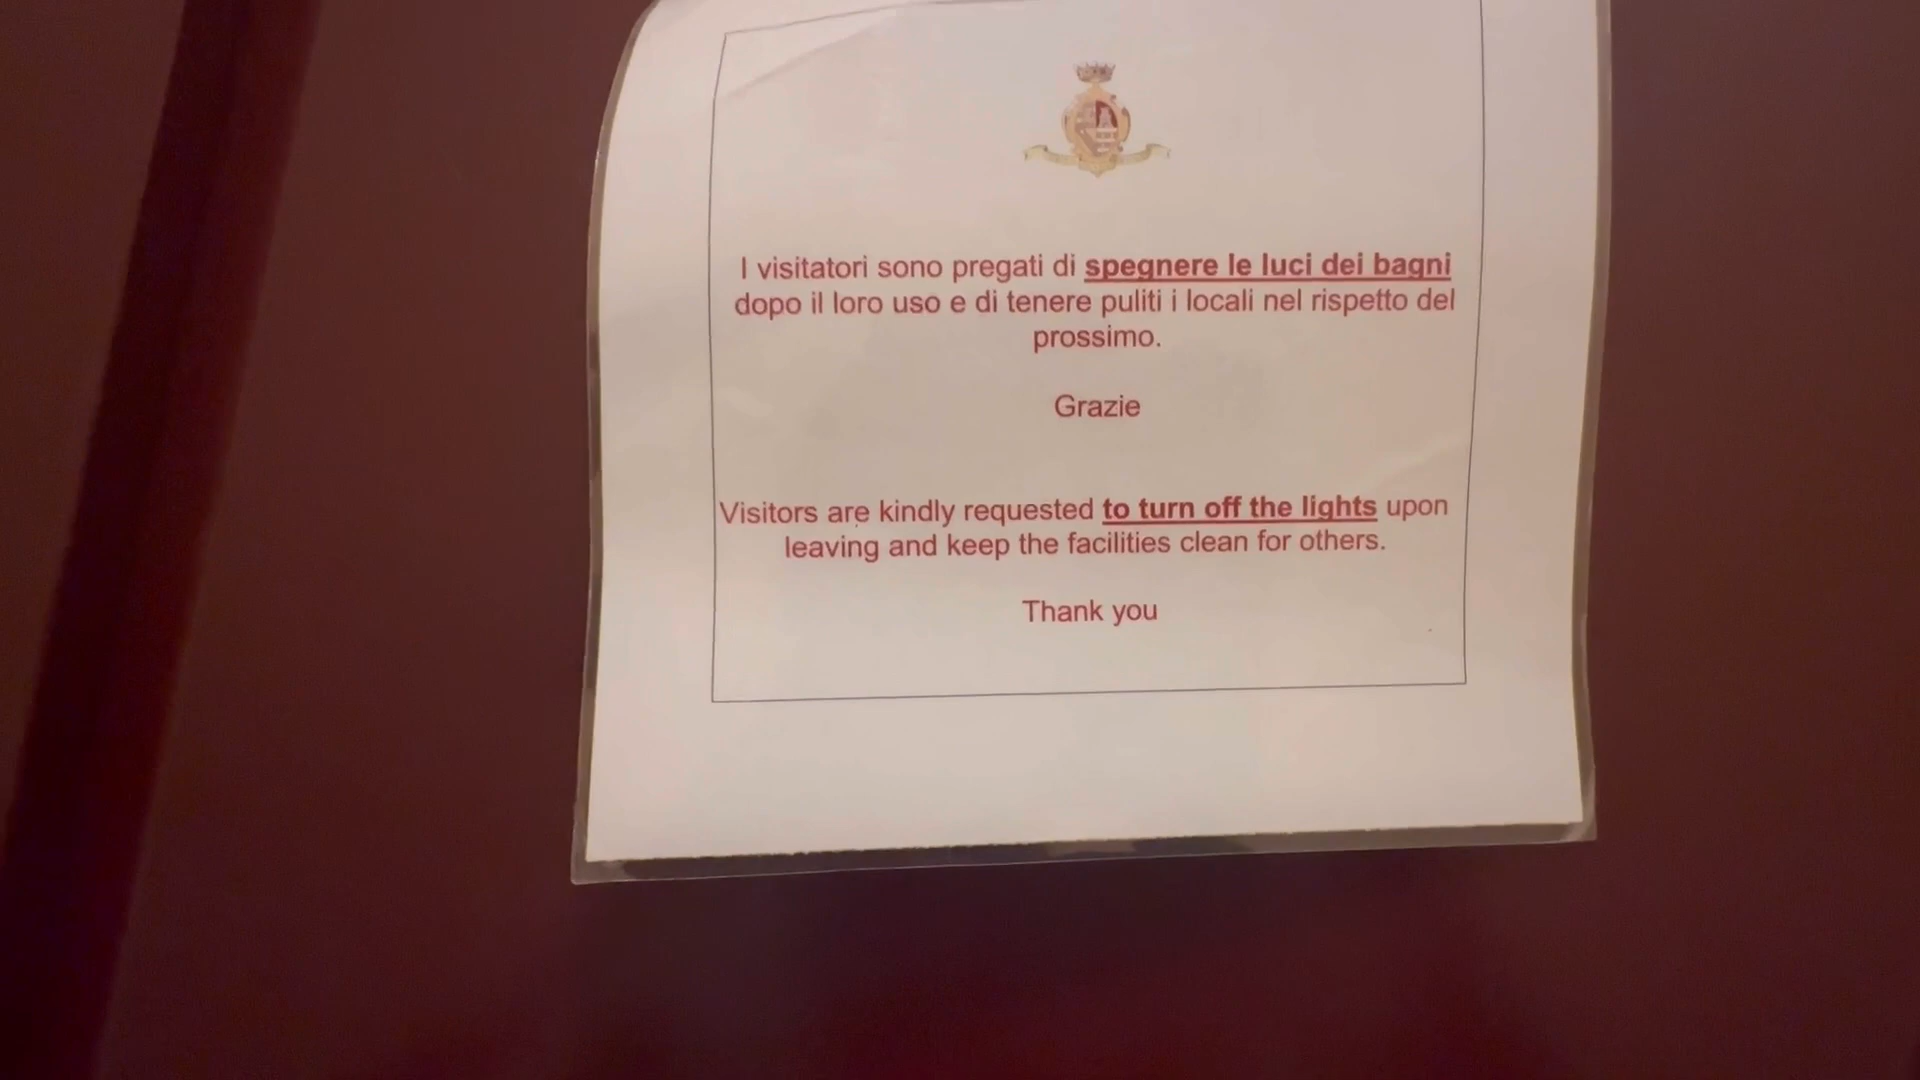 I visitatori sono pregati di spegnere le luci dei bagni
dopo il loro uso e di tenere puliti i locali nel rispetto del
prossimo.
Grazie
Visitors are kindly requested to turn off the lights upon
leaving and keep the facilities clean for others.
Thank you